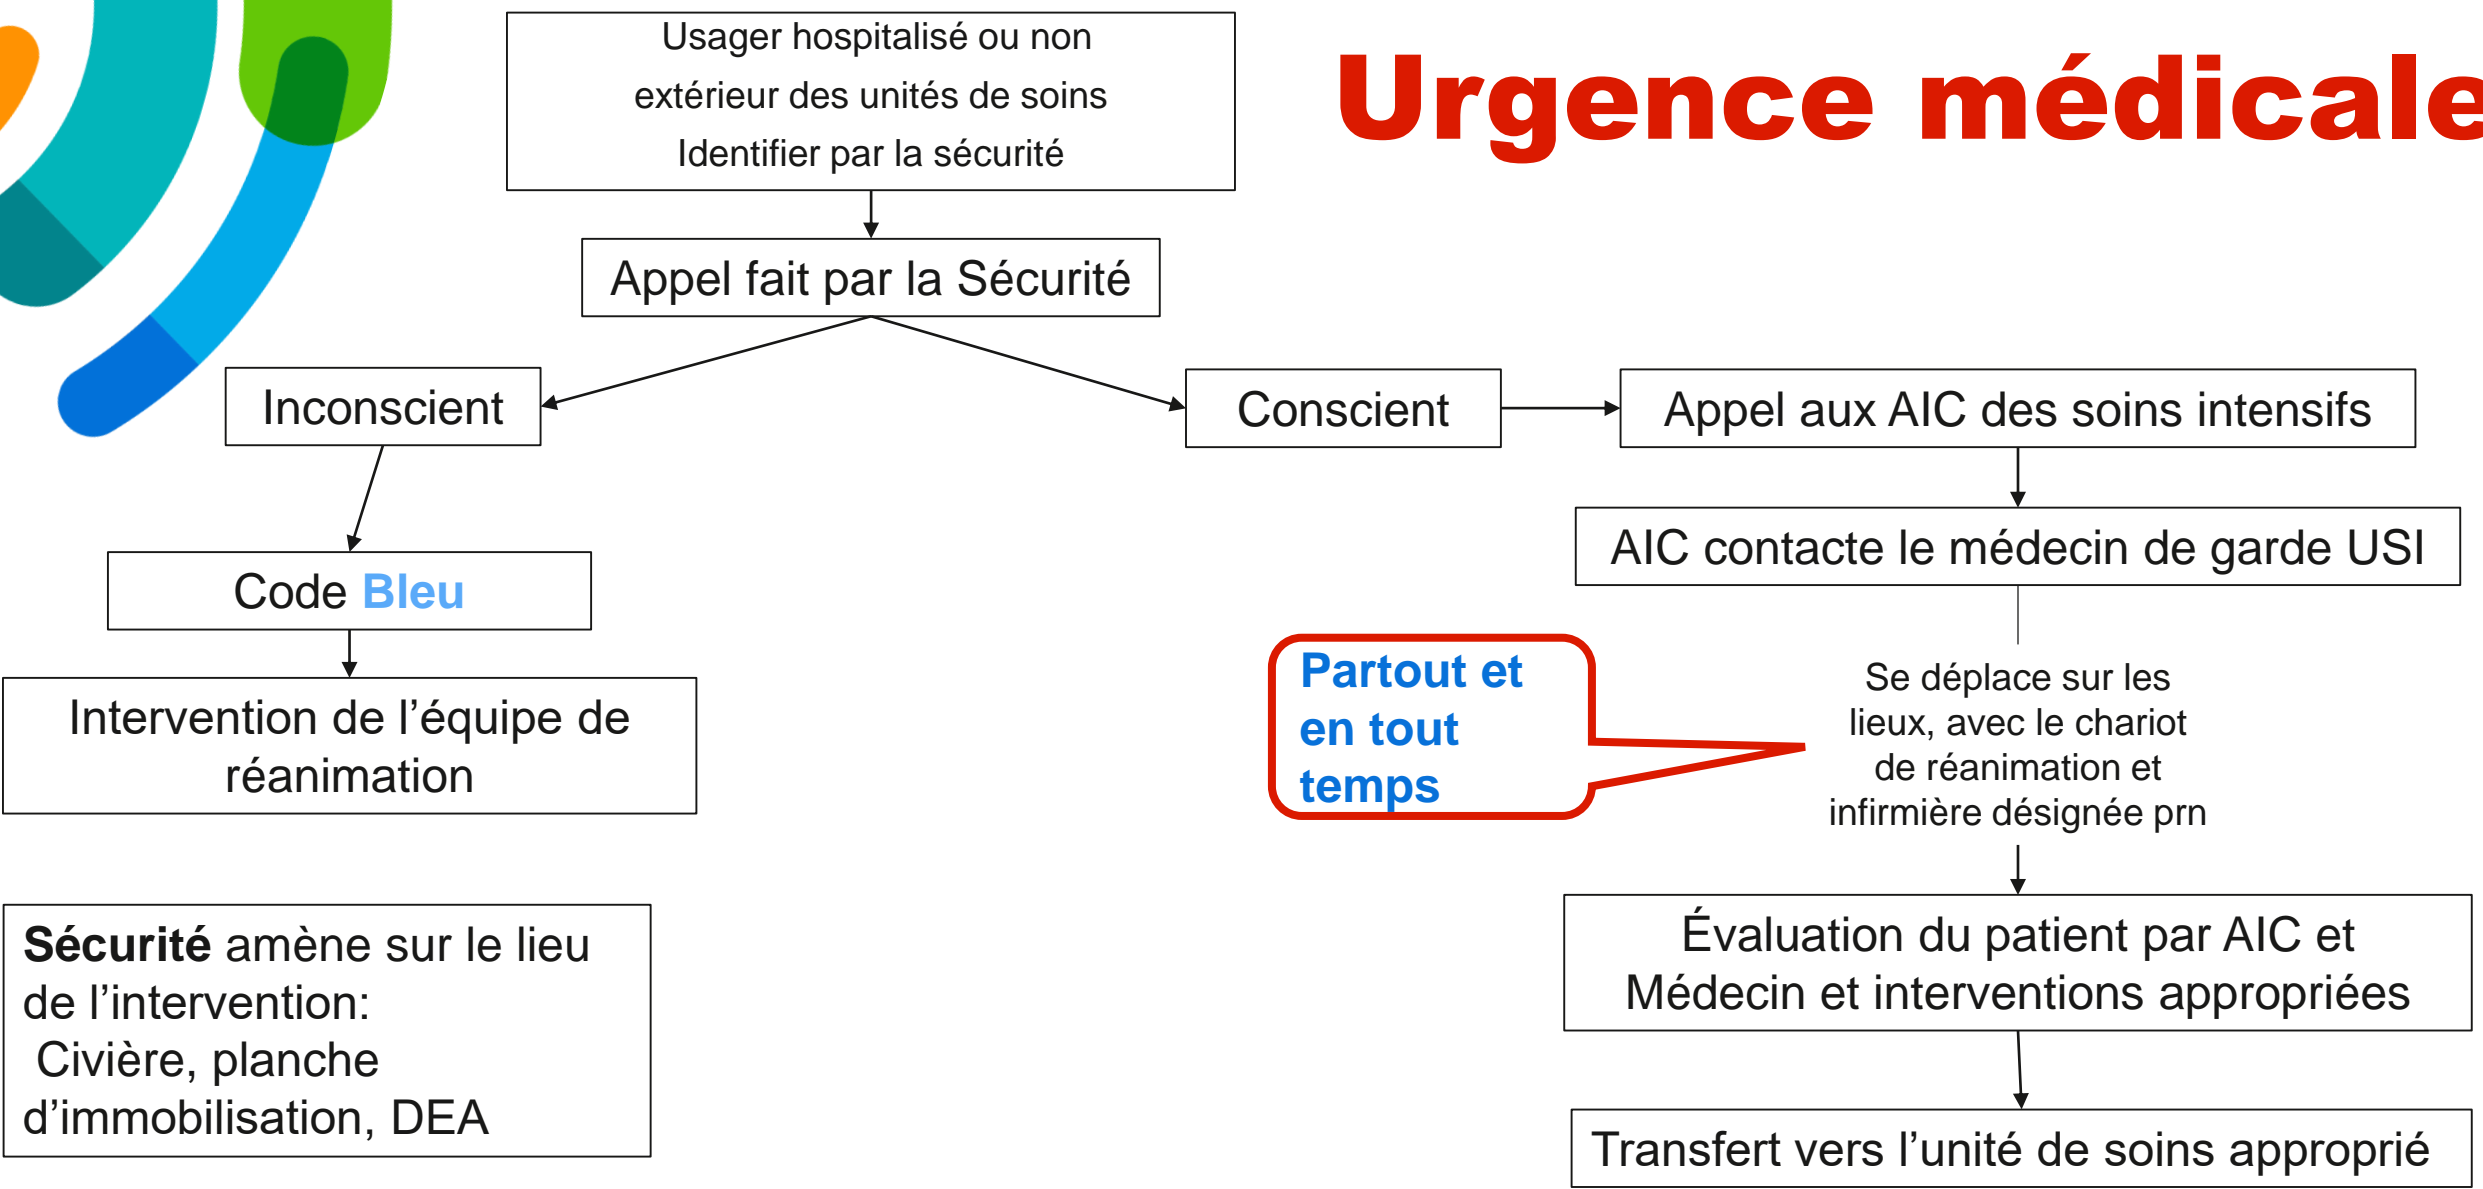 Urgence médicale
Usager hospitalisé ou non
extérieur des unités de soins
Identifier par la sécurité
Appel fait par la Sécurité
Inconscient
Conscient
Appel aux AIC des soins intensifs
AIC contacte le médecin de garde USI
Code Bleu
Intervention de l’équipe de
réanimation
Partout et
en tout
temps
Se déplace sur les
lieux, avec le chariot
de réanimation et
infirmière désignée prn
Sécurité amène sur le lieu
de l’intervention:
Civière, planche
d’immobilisation, DEA
Évaluation du patient par AIC et
Médecin et interventions appropriées
Transfert vers l’unité de soins approprié